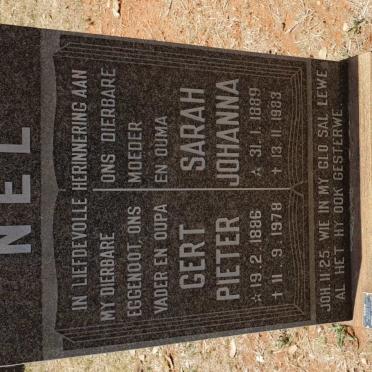 NEL
IN LIEFDEVOLLE HERINNERING AAN
MY DIERBARE
EGGENOOT, ONS
VADER EN OUPA
GERT
PIETER
☆ 19. 2. 1886
† 11. 9. 1978
ONS DIERBARE
MOEDER
EN OUMA
SARAH
JOHANNA
☆ 31. 1. 1889
† 13. 11. 1983
JOH. 11:25. WIE IN MY GLO SAL LEWE
AL HET HY OOK GESTERWE.